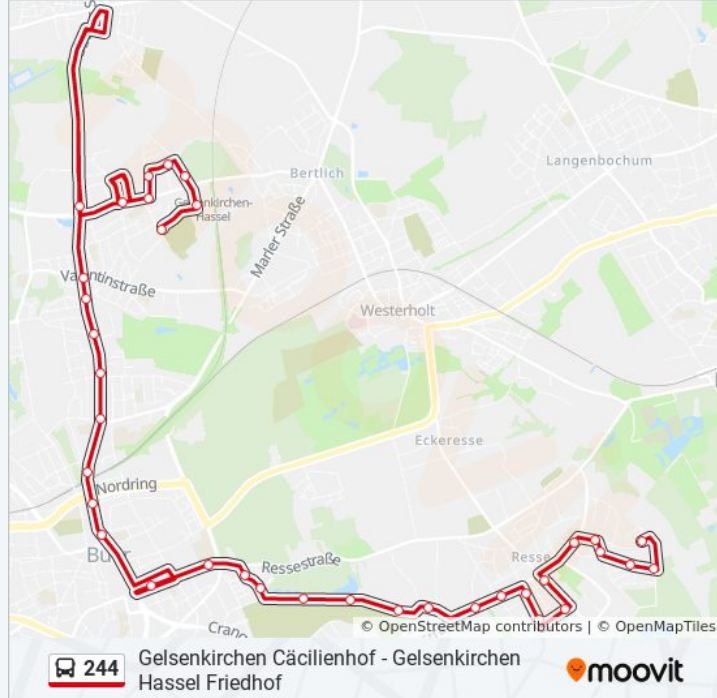 Bertlich
Langenbochum
Gelsenkirchen-
Hassel
Marler Straße
Valentinstraße
Westerholt
Eckeresse
Nordring
Buer
Ressestraße
Resse
© OpenStreetMap contributors | © OpenMapTiles
244
Gelsenkirchen Cäcilienhof - Gelsenkirchen
Hassel Friedhof
moovit